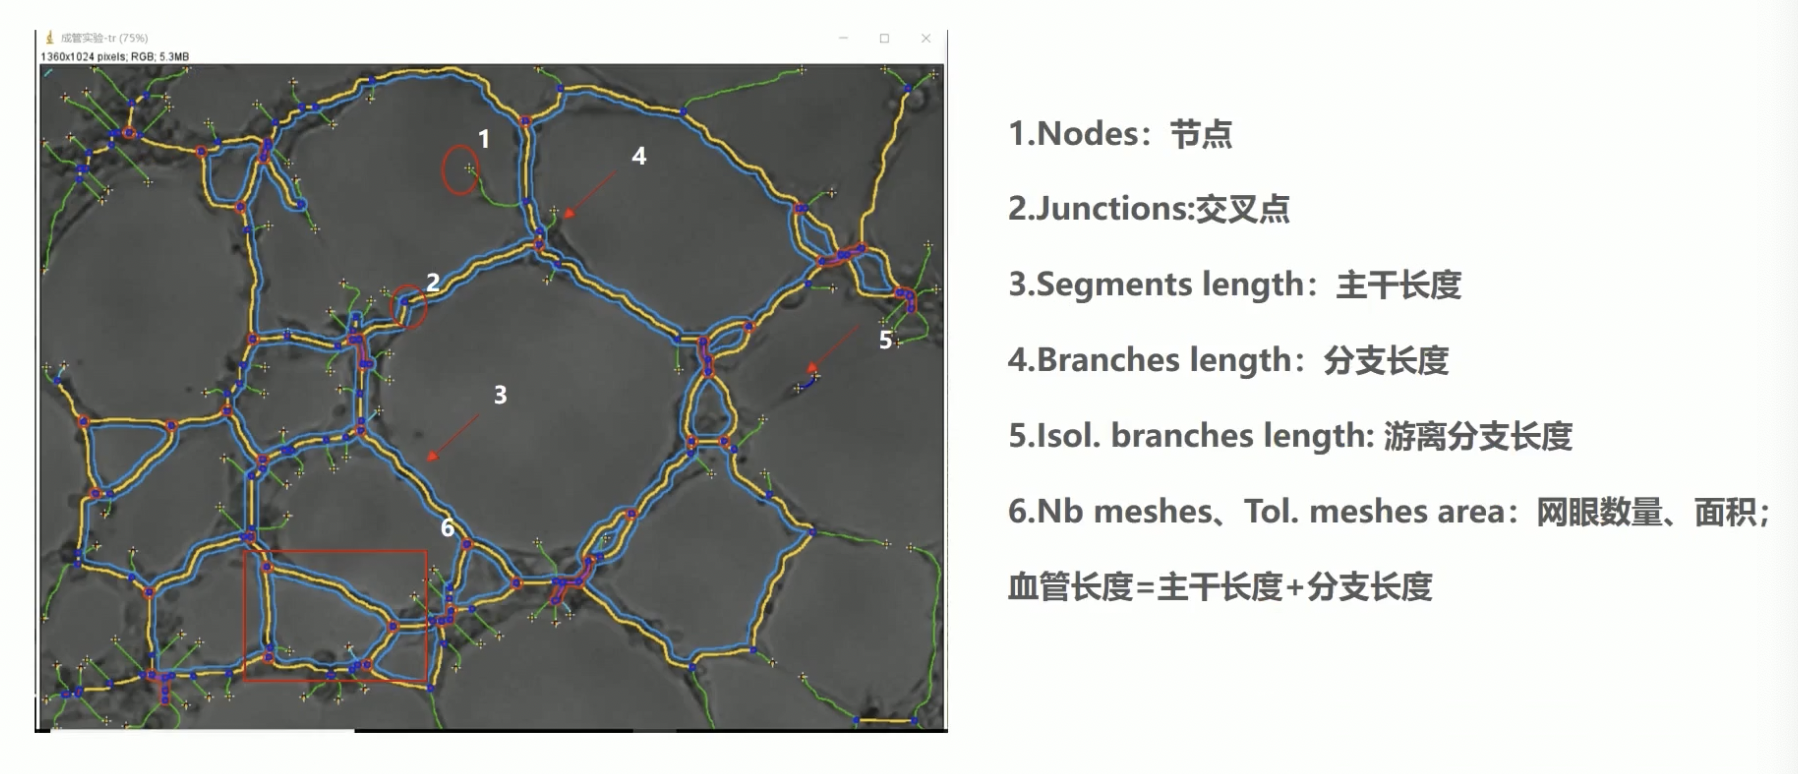 成管实验-tr (75%)
1360x1024 pixels; RGB; 5.3MB
1
4
2
5
3
6
1.Nodes：节点
2.Junctions:交叉点
3.Segments length：主干长度
4.Branches length：分支长度
5.Isol. branches length: 游离分支长度
6.Nb meshes、Tol. meshes area：网眼数量、面积；
血管长度=主干长度+分支长度